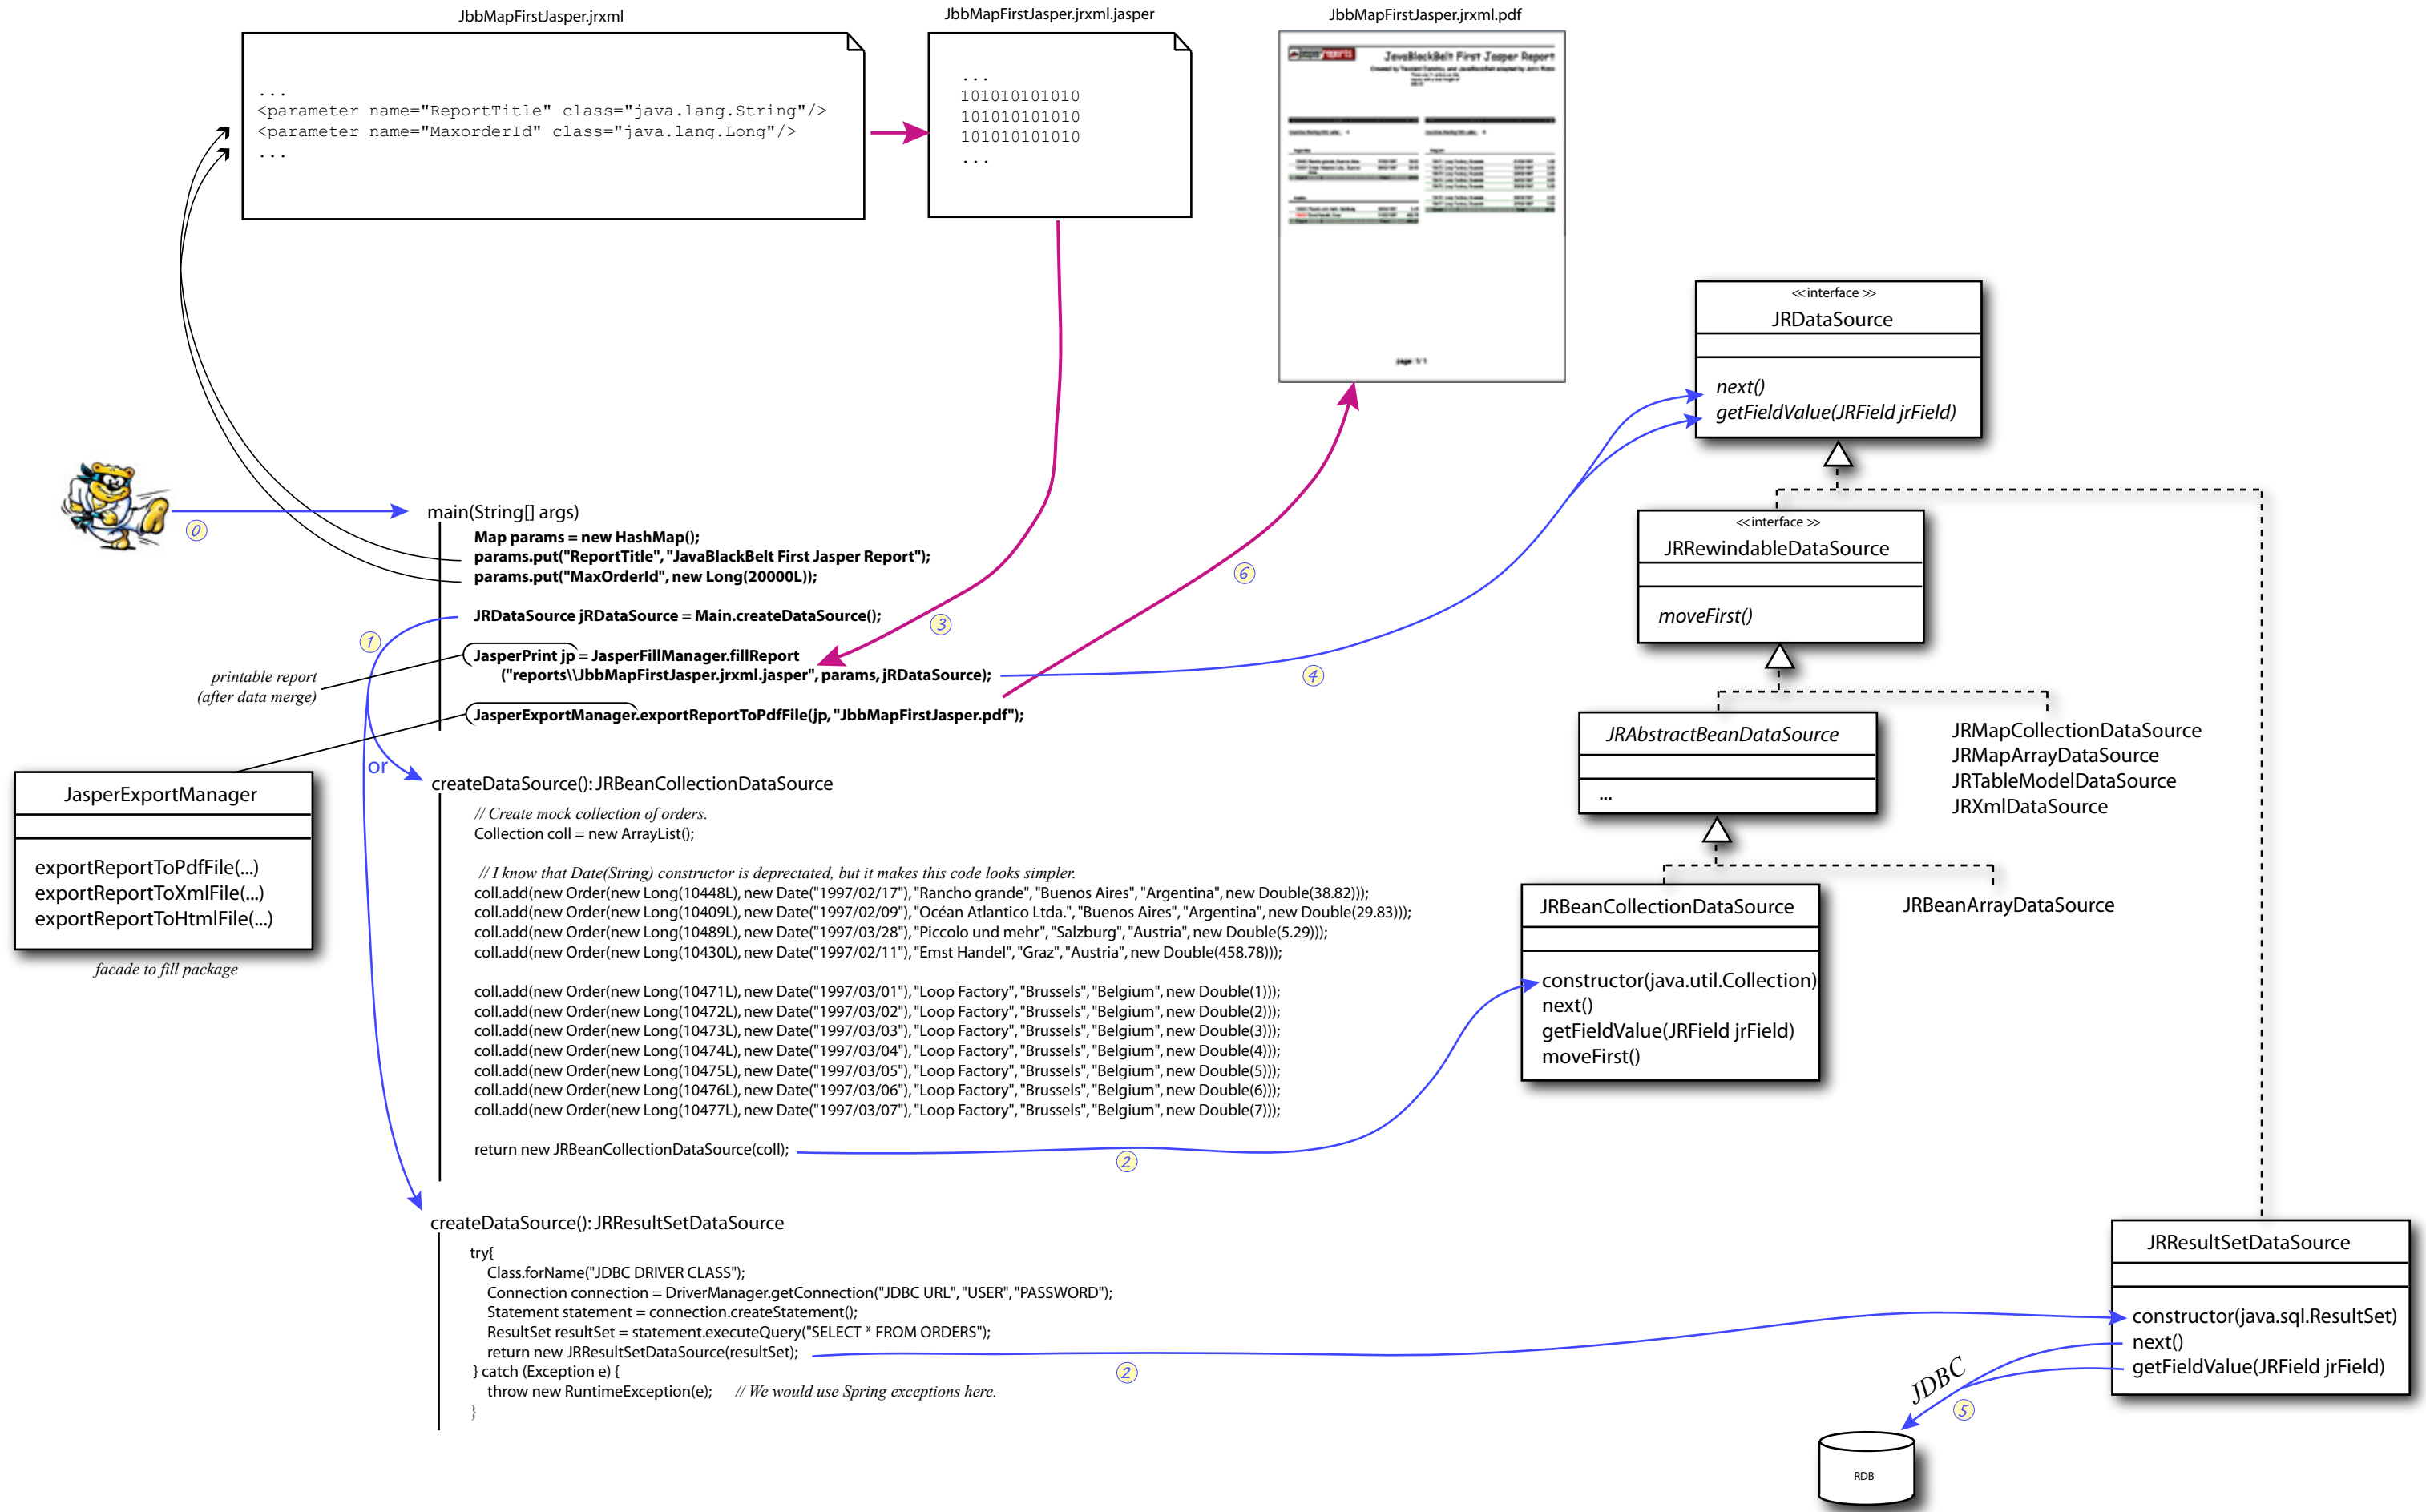 JbbMapFirstJasper.jrxml
...
<parameter name="ReportTitle" class="java.lang.String"/>
<parameter name="MaxorderId" class="java.lang.Long"/>
...
JbbMapFirstJasper.jrxml.jasper
...
101010101010
101010101010
101010101010
...
JbbMapFirstJasper.jrxml.pdf
JavaBlackBelt First Jasper Report
page: 1/ 1
0
main(String[] args)
Map params = new HashMap();
params.put("ReportTitle", "JavaBlackBelt First Jasper Report");
params.put("MaxOrderId", new Long(20000L));
JRDataSource jRDataSource = Main.createDataSource();
JasperPrint jp = JasperFillManager.fillReport
("reports\\JbbMapFirstJasper.jrxml.jasper", params, jRDataSource);
JasperExportManager.exportReportToPdfFile(jp, "JbbMapFirstJasper.pdf");
1
3
4
6
printable report
(after data merge)
or
JasperExportManager
exportReportToPdfFile(...)
exportReportToXmlFile(...)
exportReportToHtmlFile(...)
facade to fill package
createDataSource(): JRBeanCollectionDataSource
// Create mock collection of orders.
Collection coll = new ArrayList();
// I know that Date(String) constructor is deprectated, but it makes this code looks simpler.
coll.add(new Order(new Long(10448L), new Date("1997/02/17"), "Rancho grande", "Buenos Aires", "Argentina", new Double(38.82)));
coll.add(new Order(new Long(10409L), new Date("1997/02/09"), "Océan Atlantico Ltda.", "Buenos Aires", "Argentina", new Double(29.83)));
coll.add(new Order(new Long(10489L), new Date("1997/03/28"), "Piccolo und mehr", "Salzburg", "Austria", new Double(5.29)));
coll.add(new Order(new Long(10430L), new Date("1997/02/11"), "Emst Handel", "Graz", "Austria", new Double(458.78)));
coll.add(new Order(new Long(10471L), new Date("1997/03/01"), "Loop Factory", "Brussels", "Belgium", new Double(1)));
coll.add(new Order(new Long(10472L), new Date("1997/03/02"), "Loop Factory", "Brussels", "Belgium", new Double(2)));
coll.add(new Order(new Long(10473L), new Date("1997/03/03"), "Loop Factory", "Brussels", "Belgium", new Double(3)));
coll.add(new Order(new Long(10474L), new Date("1997/03/04"), "Loop Factory", "Brussels", "Belgium", new Double(4)));
coll.add(new Order(new Long(10475L), new Date("1997/03/05"), "Loop Factory", "Brussels", "Belgium", new Double(5)));
coll.add(new Order(new Long(10476L), new Date("1997/03/06"), "Loop Factory", "Brussels", "Belgium", new Double(6)));
coll.add(new Order(new Long(10477L), new Date("1997/03/07"), "Loop Factory", "Brussels", "Belgium", new Double(7)));
return new JRBeanCollectionDataSource(coll);
2
createDataSource(): JRResultSetDataSource
try{
Class.forName("JDBC DRIVER CLASS");
Connection connection = DriverManager.getConnection("JDBC URL", "USER", "PASSWORD");
Statement statement = connection.createStatement();
ResultSet resultSet = statement.executeQuery("SELECT * FROM ORDERS");
return new JRResultSetDataSource(resultSet);
} catch (Exception e) {
throw new RuntimeException(e); // We would use Spring exceptions here.
}
2
<<interface >>
JRDataSource
next()
getFieldValue(JRField jrField)
<<interface >>
JRRewindableDataSource
moveFirst()
JRAbstractBeanDataSource
...
JRMapCollectionDataSource
JRMapArrayDataSource
JRTableModelDataSource
JRXmlDataSource
JRBeanCollectionDataSource
constructor(java.util.Collection)
next()
getFieldValue(JRField jrField)
moveFirst()
JRBeanArrayDataSource
JRResultSetDataSource
constructor(java.sql.ResultSet)
next()
getFieldValue(JRField jrField)
JDBC
5
RDB